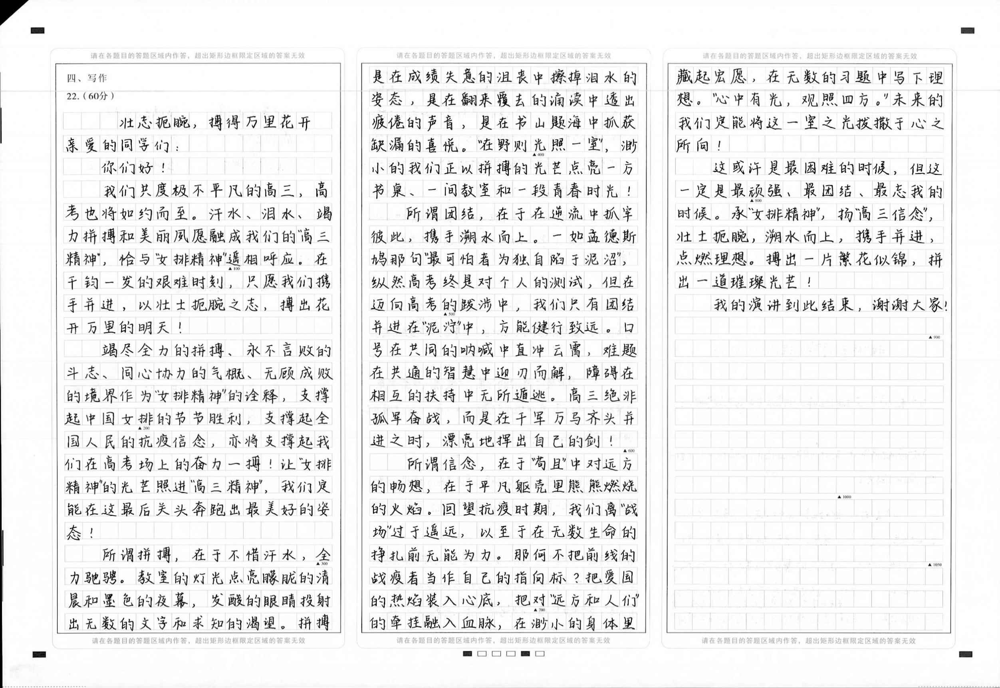 请在各题目的答题区域内作答，超出矩形边框限定区域的答案无效
四、写作
22.（60分）
壮志扼腕，搏得万里花开
亲爱的同学们：
你们好！
我们共度极不平凡的高三，高
考也将如约而至。汗水、泪水、竭
力拼搏和美丽夙愿融成我们的“高三
精神”，恰与“女排精神”遥相呼应。在
▲100
千钧一发的艰难时刻，只愿我们携
手并进，以壮士扼腕之志，搏出花
开万里的明天！
竭尽全力的拼搏、永不言败的
斗志、同心协力的气概、无顾成败
的境界作为“女排精神”的诠释，支撑
起中国女排的节节胜利，支撑起全
▲200
国人民的抗疫信念，亦将支撑起我
们在高考场上的奋力一搏！让“女排
精神”的光芒照进“高三精神”，我们定
能在这最后关头奔跑出最美好的姿
态！
所谓拼搏，在于不惜汗水，全
▲300
力驰骋。教室的灯光点亮朦胧的清
晨和墨色的夜幕，发酸的眼睛投射
出无数的文字和求知的渴望。拼搏
请在各题目的答题区域内作答，超出矩形边框限定区域的答案无效
请在各题目的答题区域内作答，超出矩形边框限定区域的答案无效
是在成绩失意的沮丧中擦掉泪水的
姿态，是在翻来覆去的诵读中透出
疲倦的声音，是在书山题海中抓获
缺漏的喜悦。“在野则光照一室”，渺
▲400
小的我们正以拼搏的光芒点亮一方
书桌、一间教室和一段青春时光！
所谓团结，在于在逆流中抓牢
彼此，携手溯水而上。一如孟德斯
鸠那句“最可怕者为独自陷于泥沼”，
纵然高考终是对个人的测试，但在
迈向高考的跋涉中，我们只有团结
▲500
并进在“泥泞”中，方能健行致远。口
号在共同的呐喊中直冲云霄，难题
在共通的智慧中迎刃而解，障碍在
相互的扶持中无所遁逃。高三绝非
孤军奋战，而是在千军万马齐头并
进之时，漂亮地挥出自己的剑！
▲600
所谓信念，在于“苟且”中对远方
的畅想，在于平凡躯壳里熊熊燃烧
的火焰。回望抗疫时期，我们离“战
场”过于遥远，以至于在无数生命的
挣扎前无能为力。那何不把前线的
战疫者当作自己的指向标？把爱国
的热焰装入心底，把对“远方和人们”
▲700
的牵挂融入血脉，在渺小的身体里
请在各题目的答题区域内作答，超出矩形边框限定区域的答案无效
请在各题目的答题区域内作答，超出矩形边框限定区域的答案无效
藏起宏愿，在无数的习题中写下理
想。“心中有光，观照四方。”未来的
我们定能将这一室之光拨撒于心之
所向！
这或许是最困难的时候，但这
一定是最顽强、最团结、最忘我的
▲800
时候。承“女排精神”，扬“高三信念”，
壮士扼腕，溯水而上，携手并进，
点燃理想。搏出一片繁花似锦，拼
出一道璀璨光芒！
我的演讲到此结束，谢谢大家！
▲900
▲1000
▲1050
请在各题目的答题区域内作答，超出矩形边框限定区域的答案无效